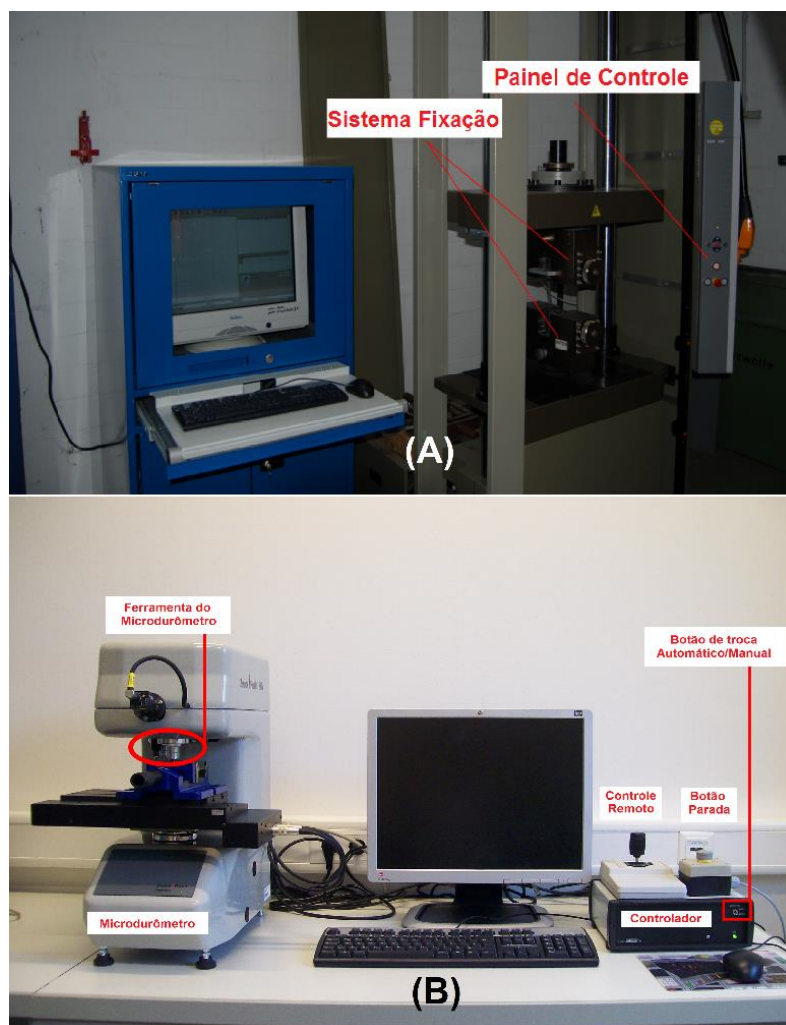 Painel de Controle
Sistema Fixação
(A)
Ferramenta do
Microdurômetro
Botão de troca
Automático/Manual
Controle
Remoto
Botão
Parada
Microdurômetro
Controlador
(B)